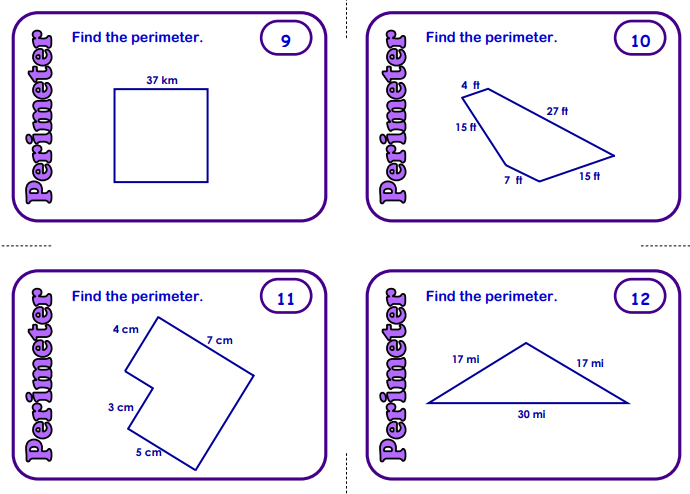 Perimeter
Find the perimeter.
9
37 km
Perimeter
Find the perimeter.
10
4 ft
27 ft
15 ft
7 ft
15 ft
Perimeter
Find the perimeter.
11
4 cm
7 cm
3 cm
5 cm
Perimeter
Find the perimeter.
12
17 mi
17 mi
30 mi